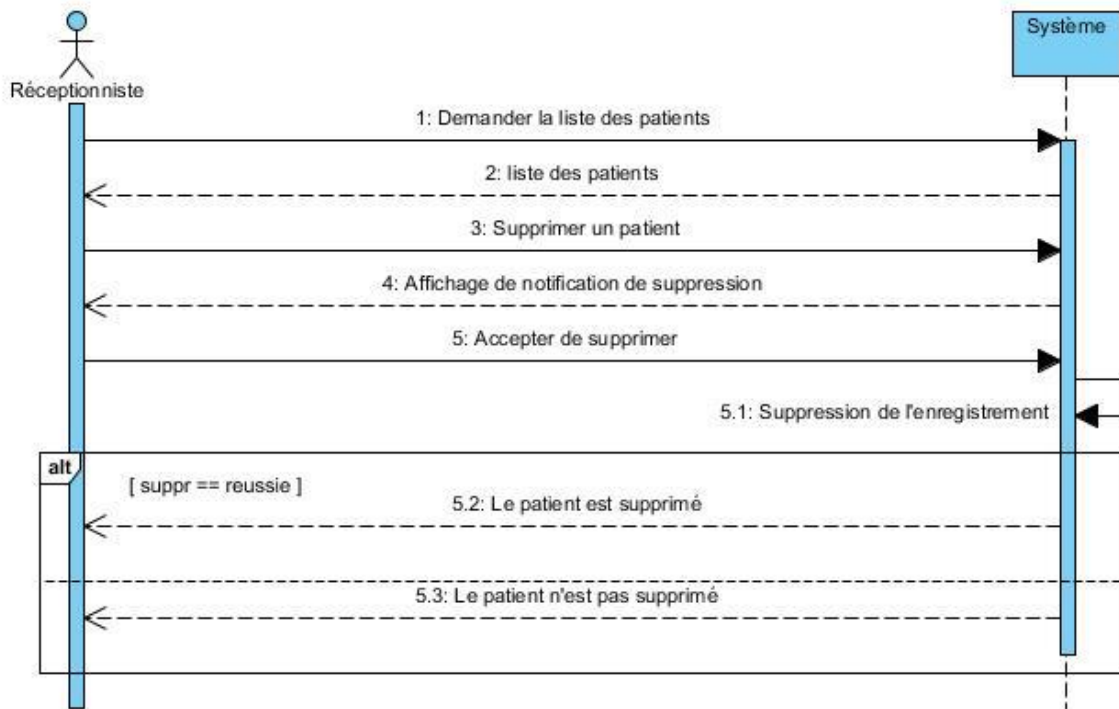 Système
Réceptionniste
1: Demander la liste des patients
2: liste des patients
3: Supprimer un patient
4: Affichage de notification de suppression
5: Accepter de supprimer
5.1: Suppression de l'enregistrement
alt
[ suppr == reussie ]
5.2: Le patient est supprimé
5.3: Le patient n'est pas supprimé